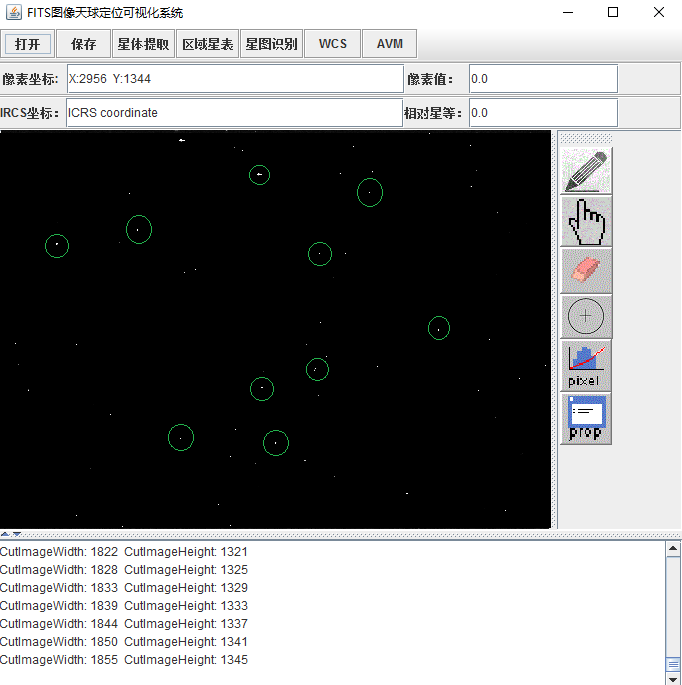 FITS图像天球定位可视化系统
打开 保存 星体提取 区域星表 星图识别 WCS AVM
像素坐标: X:2956 Y:1344 像素值: 0.0
IRCS坐标: ICRS coordinate 相对星等: 0.0
pixel
prop
CutImageWidth: 1822 CutImageHeight: 1321
CutImageWidth: 1828 CutImageHeight: 1325
CutImageWidth: 1833 CutImageHeight: 1329
CutImageWidth: 1839 CutImageHeight: 1333
CutImageWidth: 1844 CutImageHeight: 1337
CutImageWidth: 1850 CutImageHeight: 1341
CutImageWidth: 1855 CutImageHeight: 1345